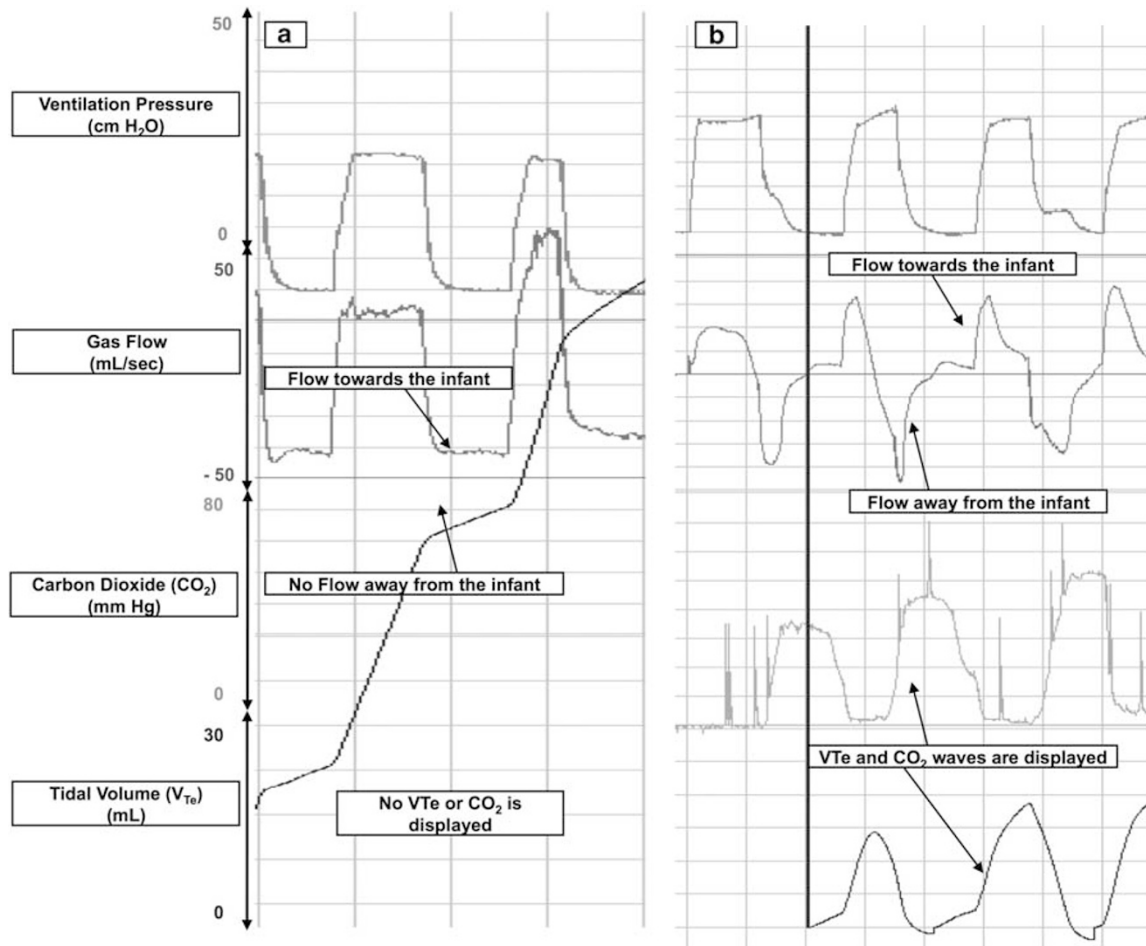 50
a
b
Ventilation Pressure
(cm H₂O)
0
50
Flow towards the infant
Gas Flow
(mL/sec)
Flow towards the infant
- 50
80
Flow away from the infant
No Flow away from the infant
Carbon Dioxide (CO₂)
(mm Hg)
0
30
VTe and CO₂ waves are displayed
Tidal Volume (V_Te)
(mL)
No VTe or CO₂ is
displayed
0